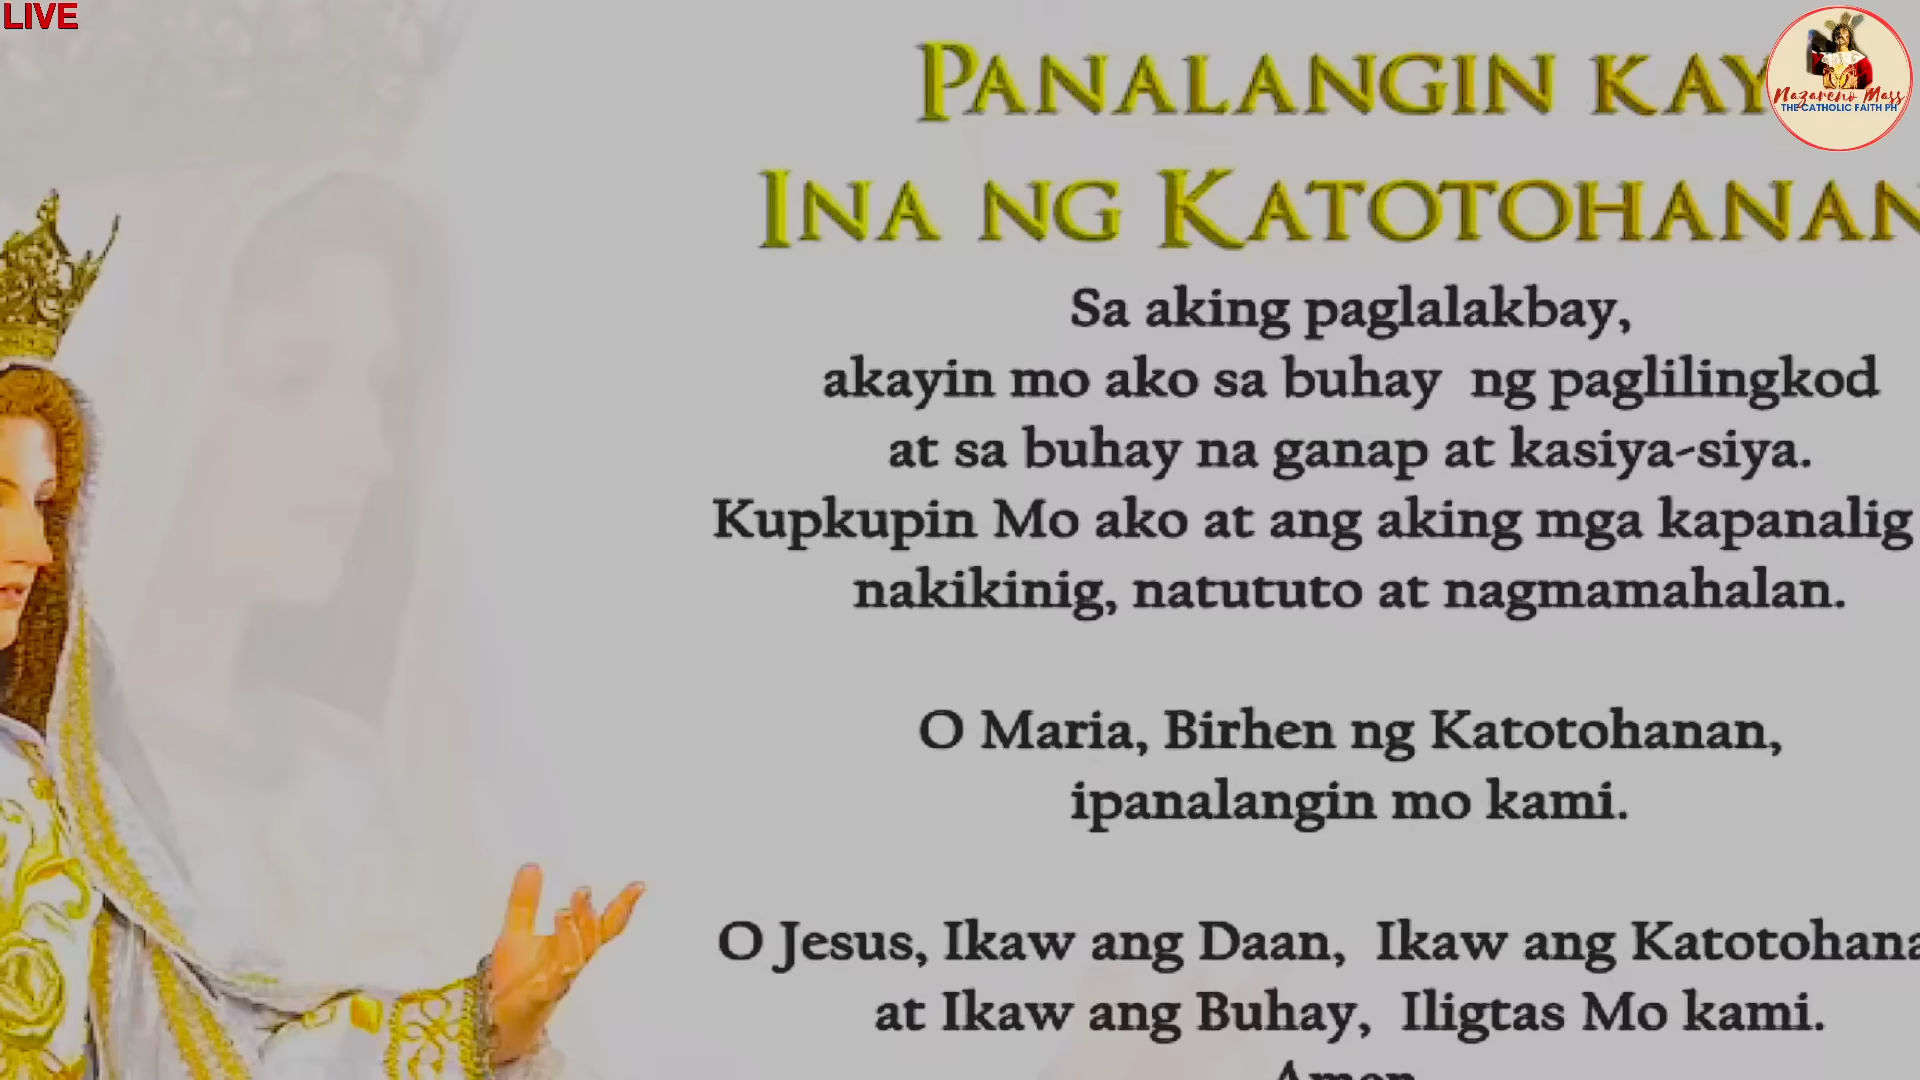 LIVE
PANALANGIN KAY
INA NG KATOTOHANAN
Nazareno Mass
THE CATHOLIC FAITH PH
Sa aking paglalakbay,
akayin mo ako sa buhay ng paglilingkod
at sa buhay na ganap at kasiya-siya.
Kupkupin Mo ako at ang aking mga kapanalig
nakikinig, natututo at nagmamahalan.
O Maria, Birhen ng Katotohanan,
ipanalangin mo kami.
O Jesus, Ikaw ang Daan, Ikaw ang Katotohana
at Ikaw ang Buhay, Iligtas Mo kami.
Amen